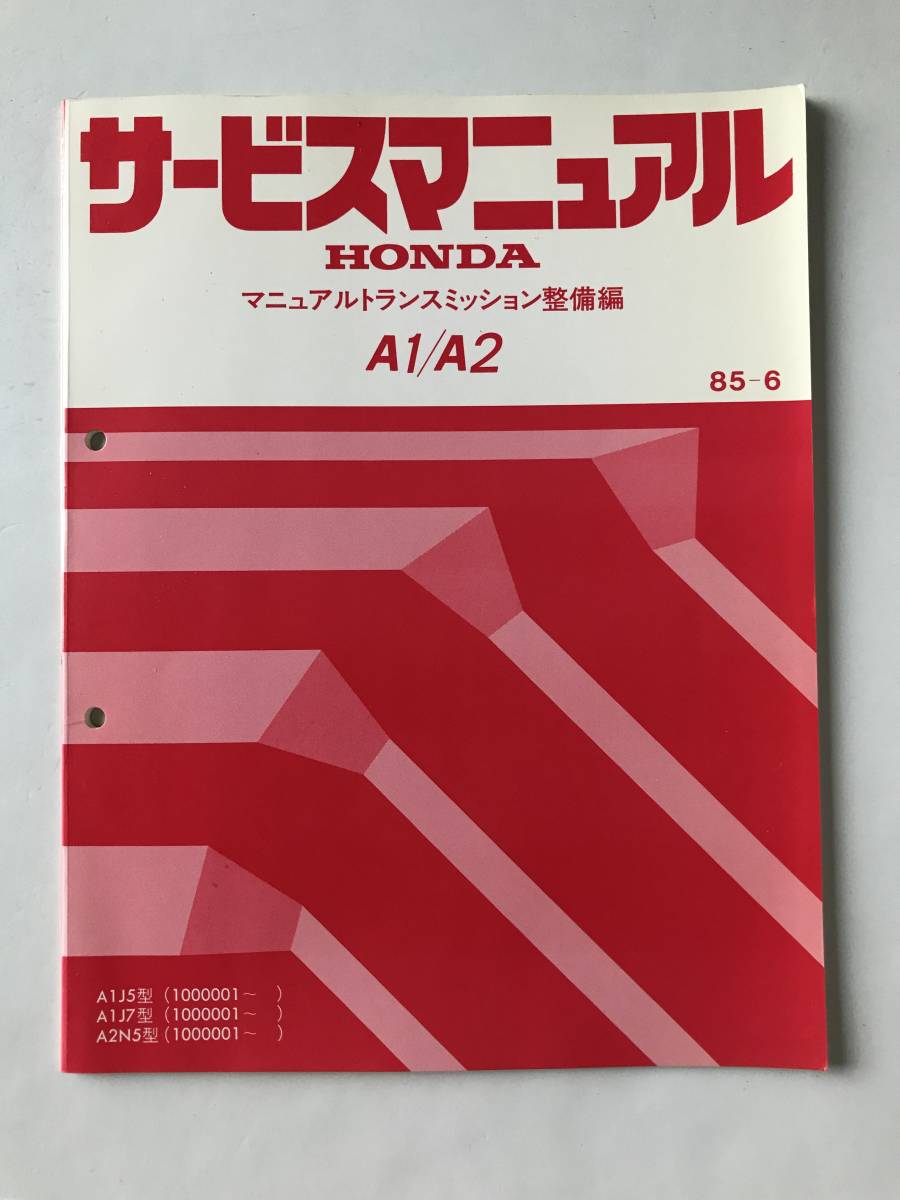 サービスマニュアル
HONDA
マニュアルトランスミッション整備編
A1/A2
85-6
A1J5型 (1000001～　)
A1J7型 (1000001～　)
A2N5型 (1000001～　)